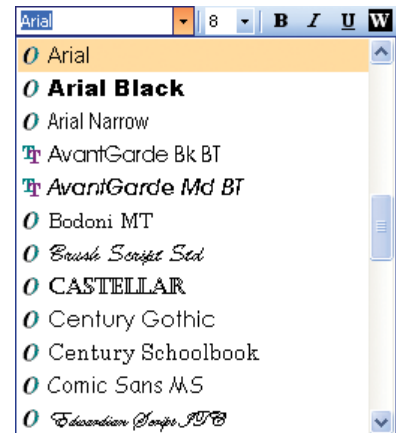 Arial 8 B I U W
Arial
Arial Black
Arial Narrow
AvantGarde Bk BT
AvantGarde Md BT
Bodoni MT
Brush Script Std
CASTELLAR
Century Gothic
Century Schoolbook
Comic Sans MS
Edwardian Script ITC